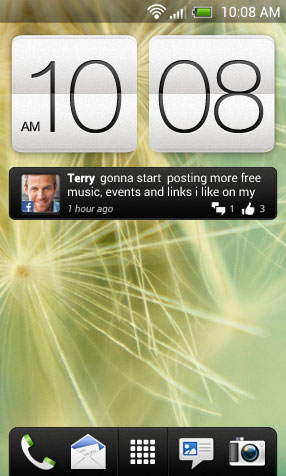 10:08 AM
AM 10 08
Terry gonna start posting more free
music, events and links i like on my
1 hour ago 1 3